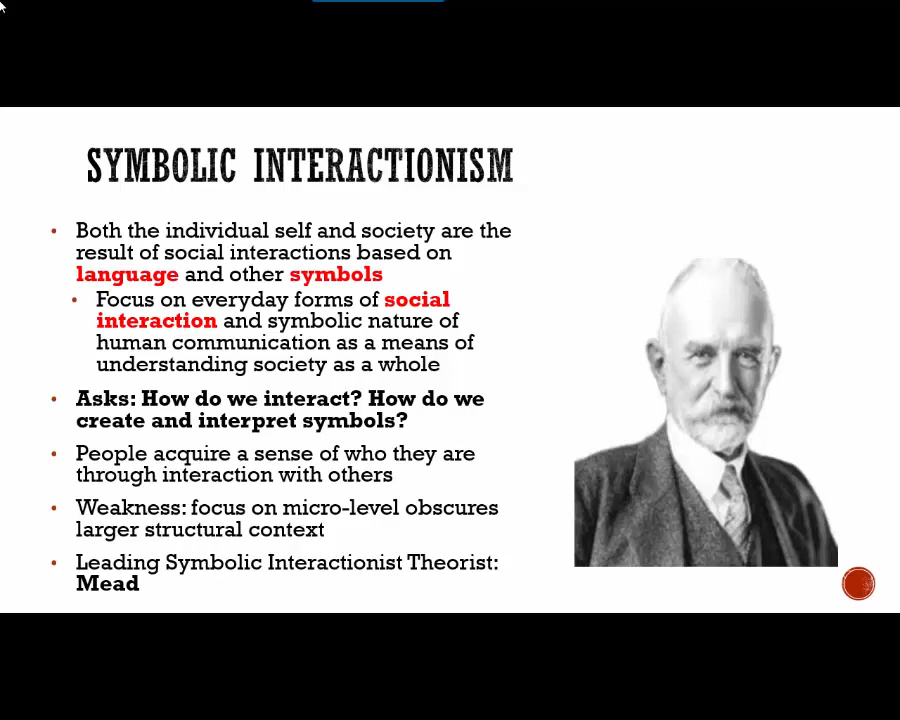 SYMBOLIC INTERACTIONISM
• Both the individual self and society are the
result of social interactions based on
language and other symbols
• Focus on everyday forms of social
interaction and symbolic nature of
human communication as a means of
understanding society as a whole
• Asks: How do we interact? How do we
create and interpret symbols?
• People acquire a sense of who they are
through interaction with others
• Weakness: focus on micro-level obscures
larger structural context
• Leading Symbolic Interactionist Theorist:
Mead